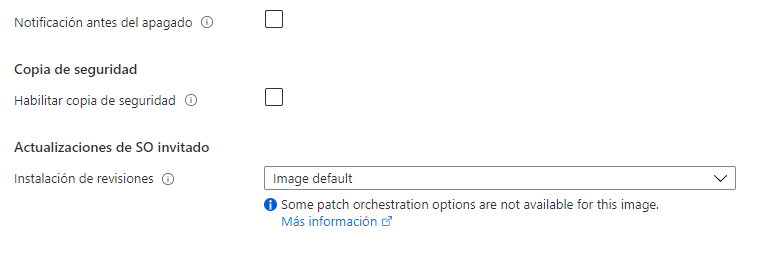 Notificación antes del apagado
Copia de seguridad
Habilitar copia de seguridad
Actualizaciones de SO invitado
Instalación de revisiones
Image default
Some patch orchestration options are not available for this image.
Más información